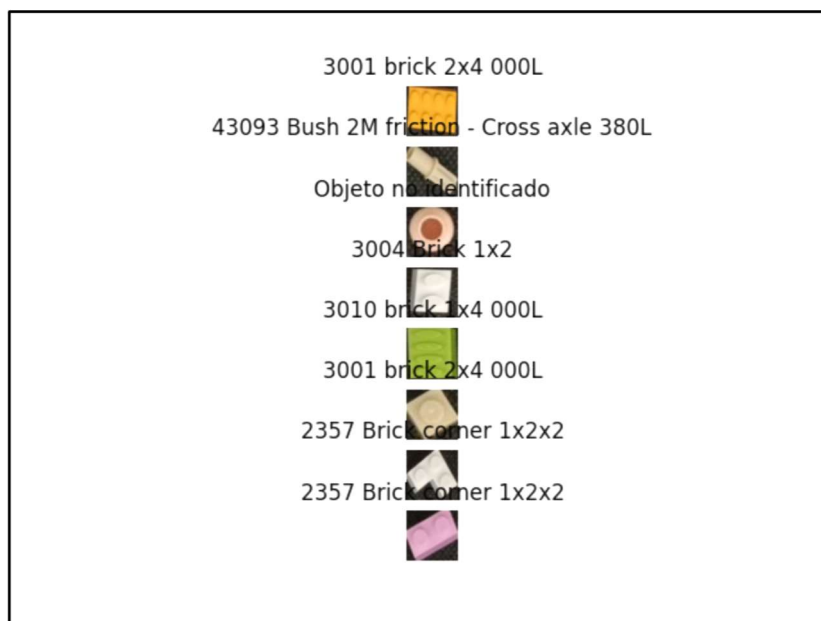 3001 brick 2x4 000L
43093 Bush 2M friction - Cross axle 380L
Objeto no identificado
3004 Brick 1x2
3010 brick 1x4 000L
3001 brick 2x4 000L
2357 Brick corner 1x2x2
2357 Brick corner 1x2x2